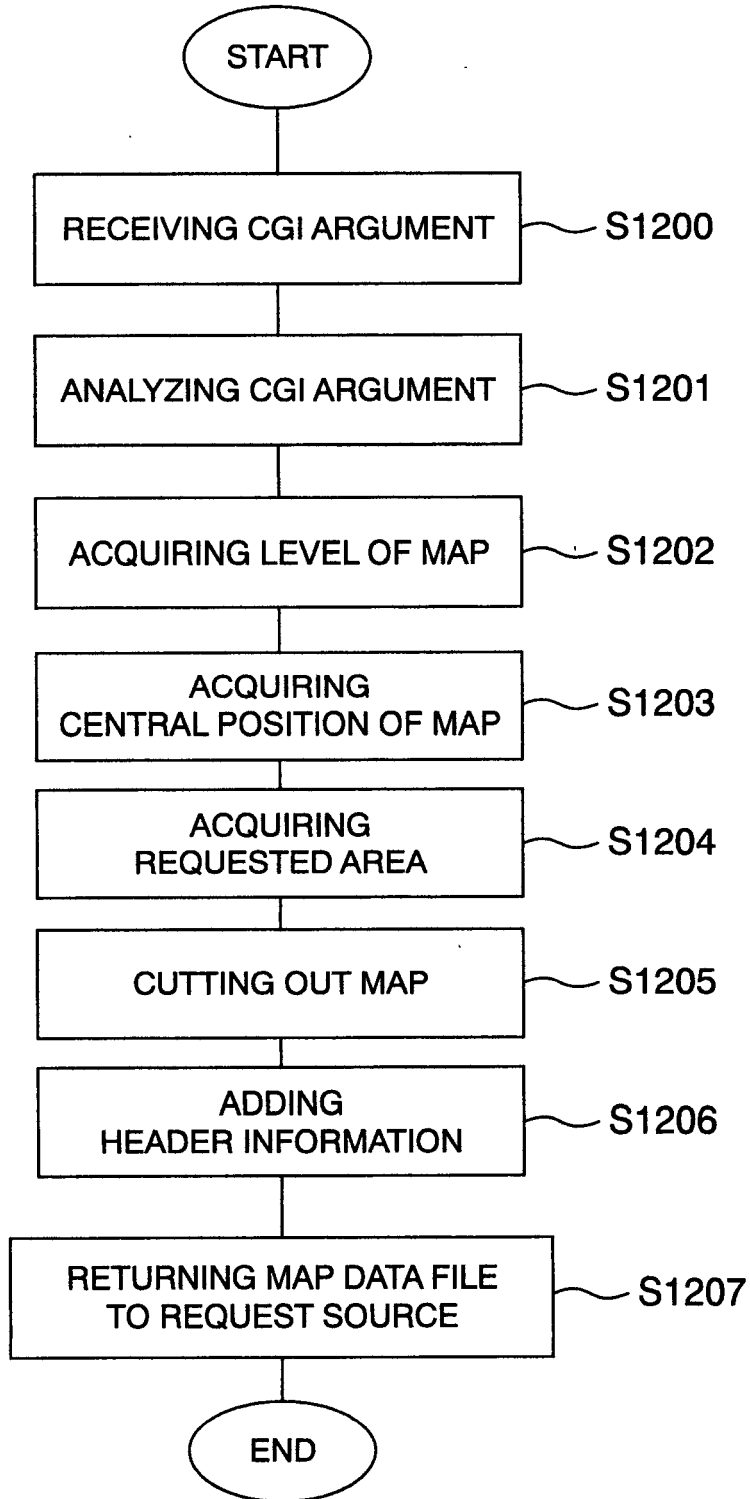 START
RECEIVING CGI ARGUMENT
S1200
ANALYZING CGI ARGUMENT
S1201
ACQUIRING LEVEL OF MAP
S1202
ACQUIRING
CENTRAL POSITION OF MAP
S1203
ACQUIRING
REQUESTED AREA
S1204
CUTTING OUT MAP
S1205
ADDING
HEADER INFORMATION
S1206
RETURNING MAP DATA FILE
TO REQUEST SOURCE
S1207
END